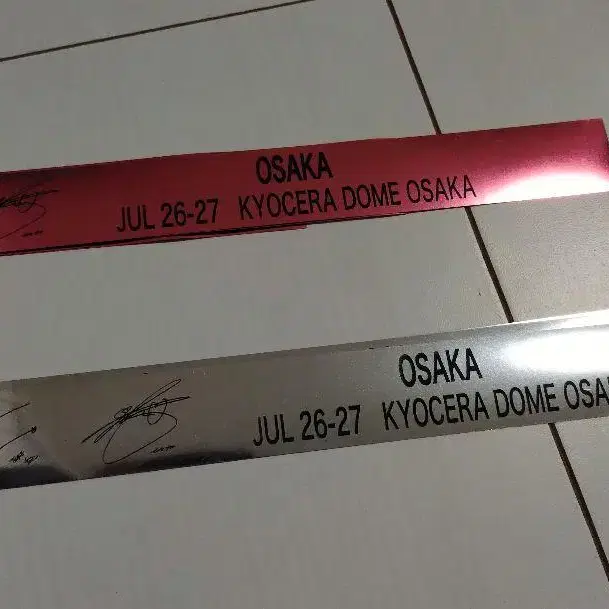 OSAKA
JUL 26-27 KYOCERA DOME OSAKA
OSAKA
JUL 26-27 KYOCERA DOME OSA